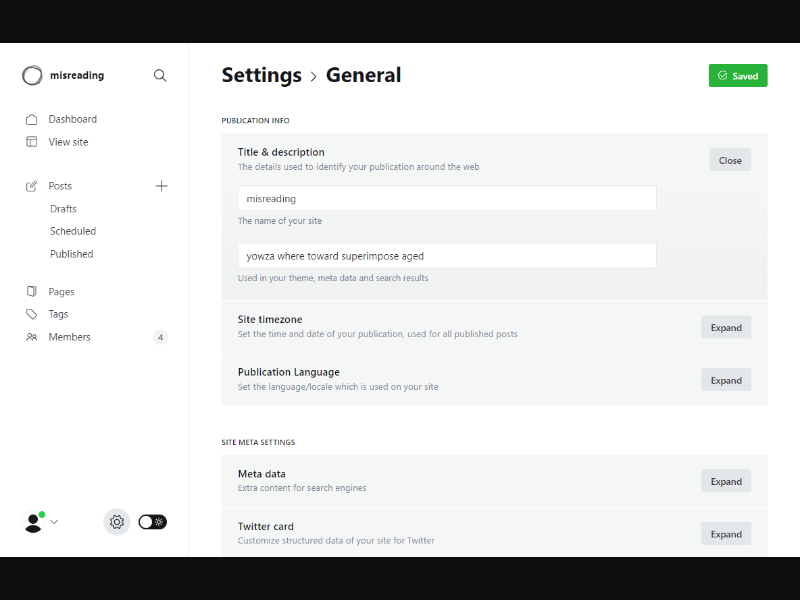 misreading
Dashboard
View site
Posts
Drafts
Scheduled
Published
Pages
Tags
Members
4
Settings > General
Saved
PUBLICATION INFO
Title & description
The details used to identify your publication around the web
Close
misreading
The name of your site
yowza where toward superimpose aged
Used in your theme, meta data and search results
Site timezone
Set the time and date of your publication, used for all published posts
Expand
Publication Language
Set the language/locale which is used on your site
Expand
SITE META SETTINGS
Meta data
Extra content for search engines
Expand
Twitter card
Customize structured data of your site for Twitter
Expand